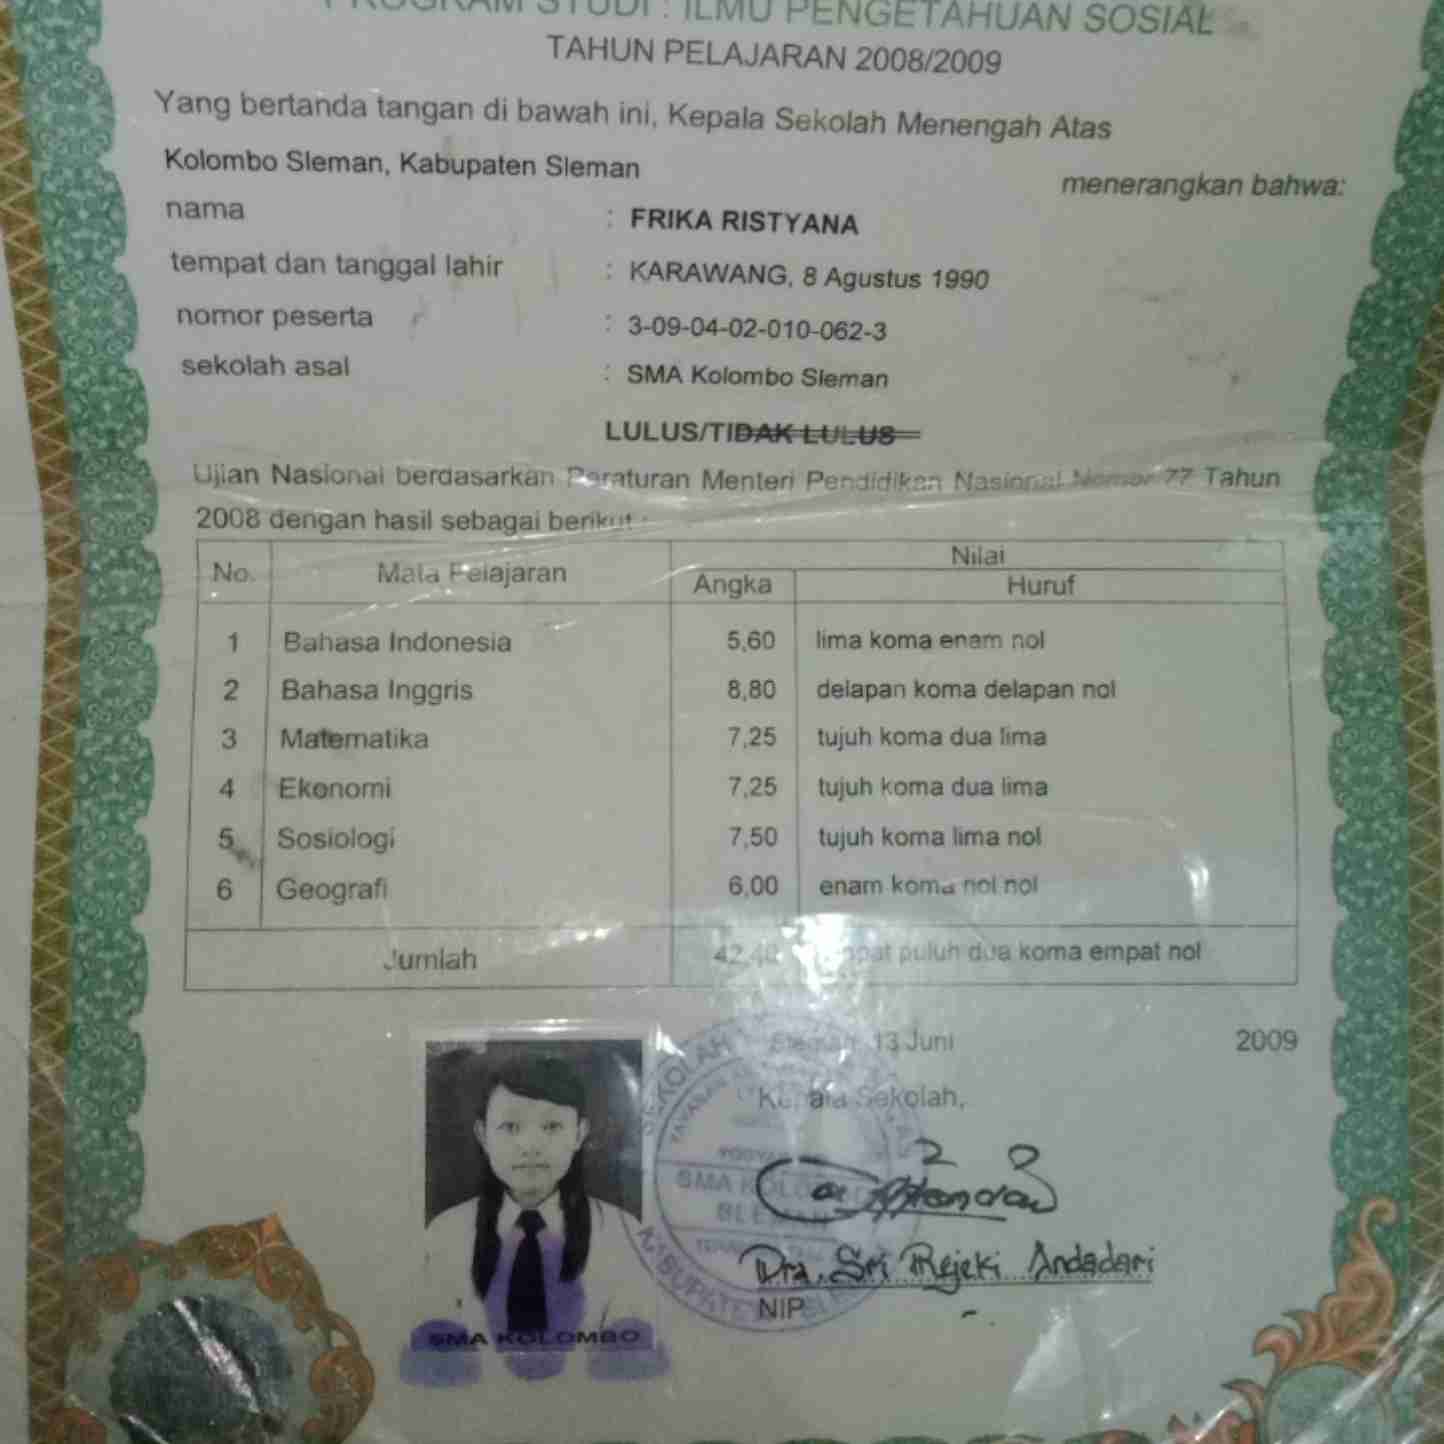 PROGRAM STUDI : ILMU PENGETAHUAN SOSIAL
TAHUN PELAJARAN 2008/2009
Yang bertanda tangan di bawah ini, Kepala Sekolah Menengah Atas
Kolombo Sleman, Kabupaten Sleman menerangkan bahwa:
nama : FRIKA RISTYANA
tempat dan tanggal lahir : KARAWANG, 8 Agustus 1990
nomor peserta : 3-09-04-02-010-062-3
sekolah asal : SMA Kolombo Sleman
LULUS/TIDAK LULUS
Ujian Nasional berdasarkan Peraturan Menteri Pendidikan Nasional Nomor 77 Tahun
2008 dengan hasil sebagai berikut :
No. Mata Pelajaran Nilai
Angka Huruf
1 Bahasa Indonesia 5,60 lima koma enam nol
2 Bahasa Inggris 8,80 delapan koma delapan nol
3 Matematika 7,25 tujuh koma dua lima
4 Ekonomi 7,25 tujuh koma dua lima
5 Sosiologi 7,50 tujuh koma lima nol
6 Geografi 6,00 enam koma nol nol
Jumlah 42,40 empat puluh dua koma empat nol
Sleman, 13 Juni 2009
Kepala Sekolah,
SMA KOLOMBO
SLEMAN
Dra. Sri Rejeki Andadari
NIP. -.
SMA KOLOMBO